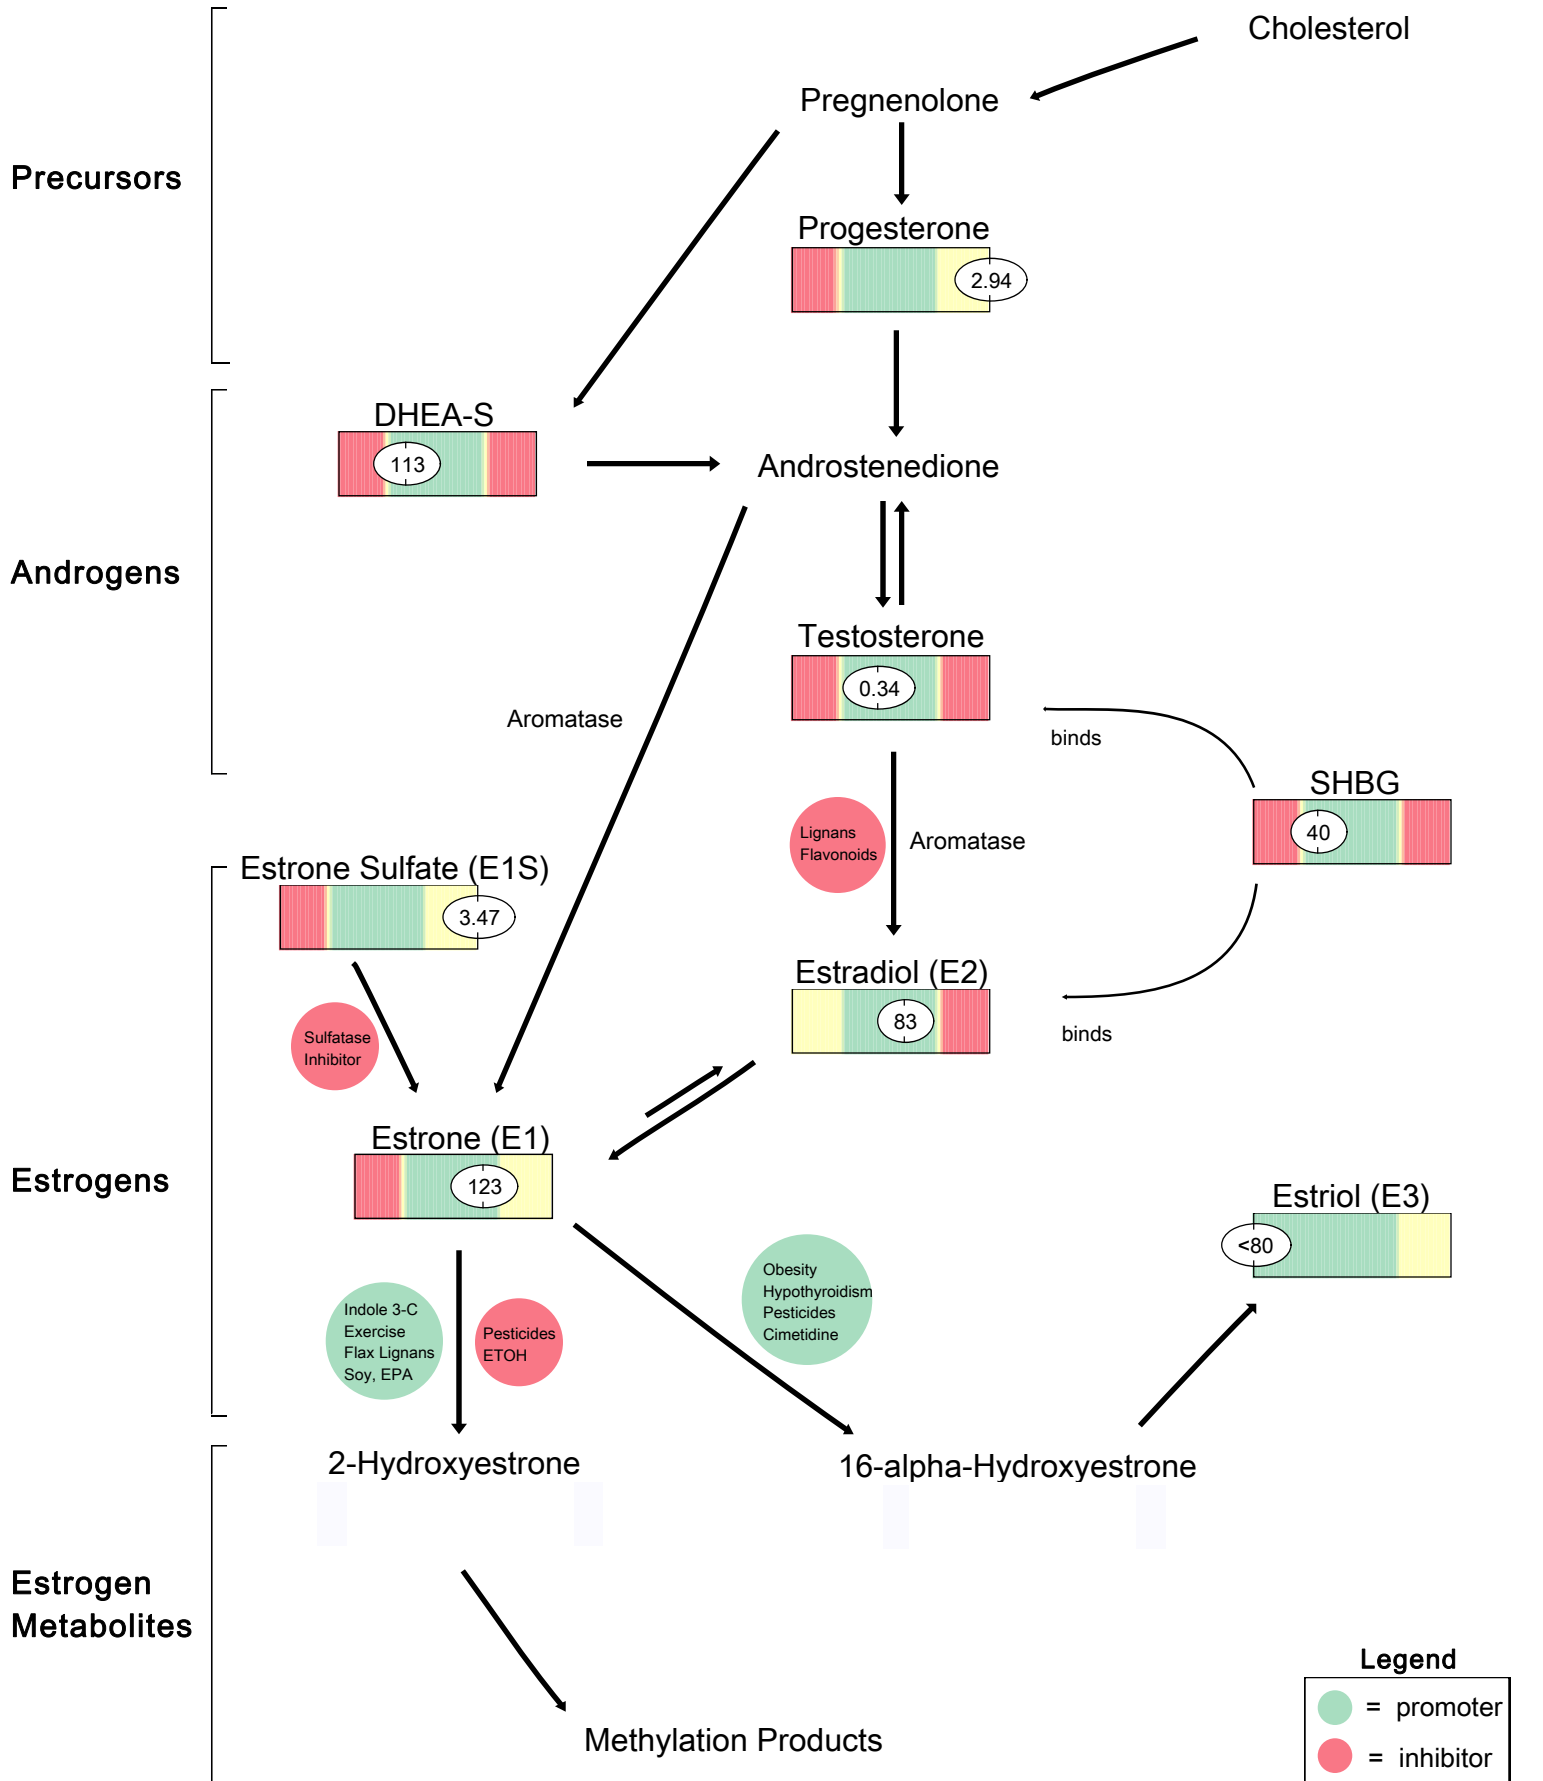 Cholesterol
Pregnenolone
Precursors
Progesterone
2.94
DHEA-S
113
Androstenedione
Androgens
Testosterone
0.34
Aromatase
binds
SHBG
40
Lignans
Flavonoids
Aromatase
Estrone Sulfate (E1S)
3.47
Estradiol (E2)
83
binds
Sulfatase
Inhibitor
Estrone (E1)
123
Estrogens
Estriol (E3)
<80
Obesity
Hypothyroidism
Pesticides
Cimetidine
Indole 3-C
Exercise
Flax Lignans
Soy, EPA
Pesticides
ETOH
2-Hydroxyestrone
16-alpha-Hydroxyestrone
Estrogen
Metabolites
Methylation Products
Legend
= promoter
= inhibitor